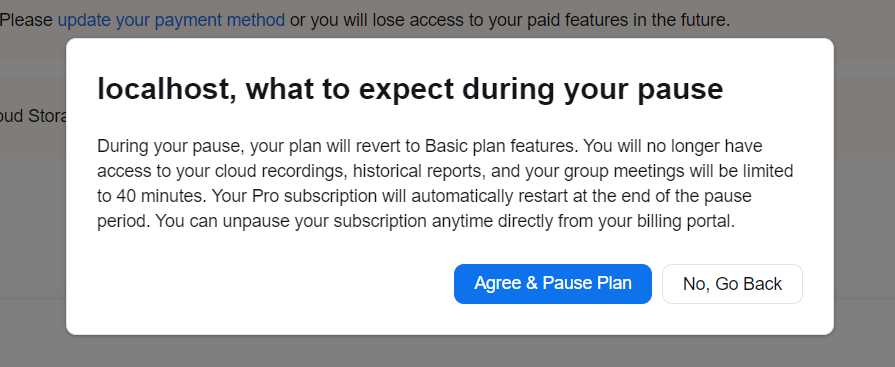 Please update your payment method or you will lose access to your paid features in the future.
localhost, what to expect during your pause
oud Stora
During your pause, your plan will revert to Basic plan features. You will no longer have
access to your cloud recordings, historical reports, and your group meetings will be limited
to 40 minutes. Your Pro subscription will automatically restart at the end of the pause
period. You can unpause your subscription anytime directly from your billing portal.
Agree & Pause Plan
No, Go Back